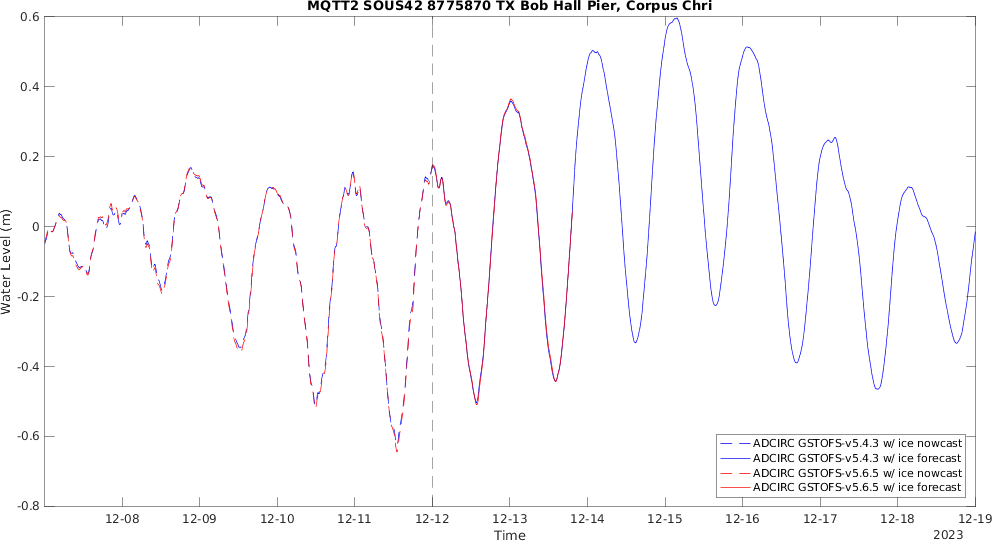 MQTT2 SOUS42 8775870 TX Bob Hall Pier, Corpus Chri
Water Level (m)
0.6
0.4
0.2
0
-0.2
-0.4
-0.6
-0.8
ADCIRC GSTOFS-v5.4.3 w/ ice nowcast
ADCIRC GSTOFS-v5.4.3 w/ ice forecast
ADCIRC GSTOFS-v5.6.5 w/ ice nowcast
ADCIRC GSTOFS-v5.6.5 w/ ice forecast
12-08 12-09 12-10 12-11 12-12 12-13 12-14 12-15 12-16 12-17 12-18 12-19
Time
2023